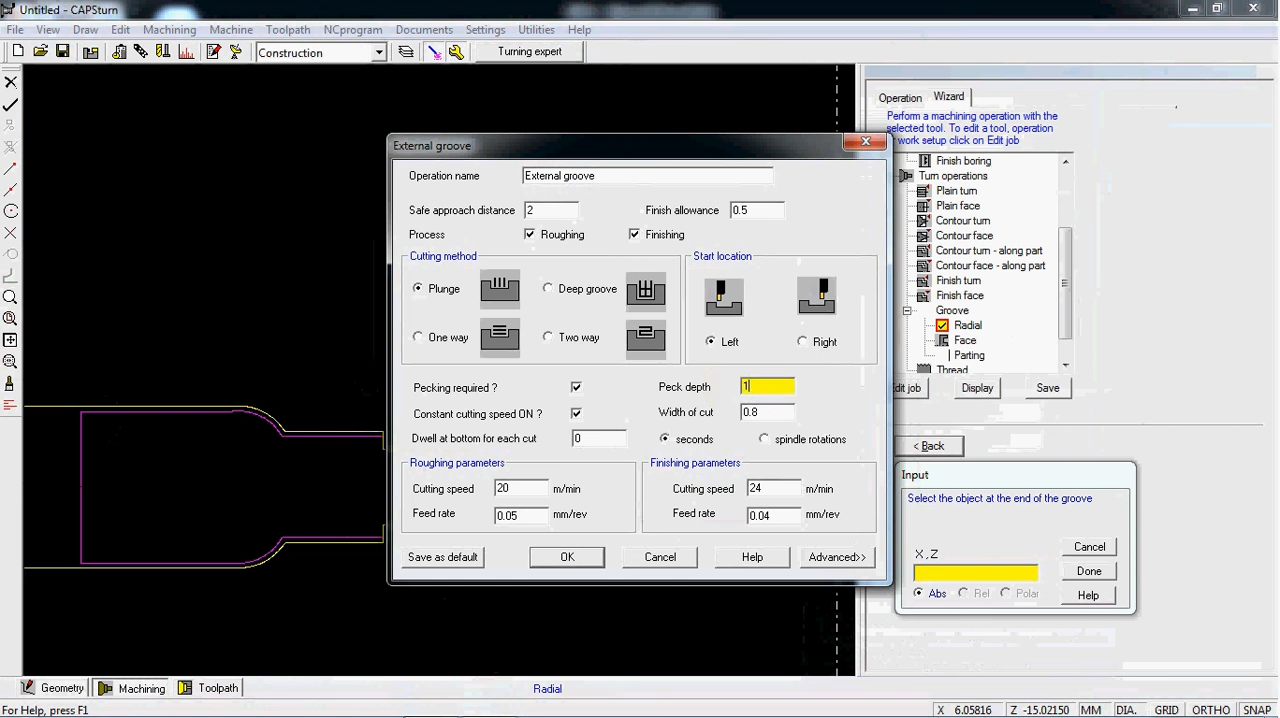 Untitled - CAPSturn
File View Draw Edit Machining Machine Toolpath NCprogram Documents Settings Utilities Help
Construction Turning expert
Operation Wizard
Perform a machining operation with the
selected tool. To edit a tool, operation
or work setup click on Edit job
Finish boring
Turn operations
Plain turn
Plain face
Contour turn
Contour face
Contour turn - along part
Contour face - along part
Finish turn
Finish face
Groove
Radial
Face
Parting
Thread
Edit job Display Save
< Back
External groove
Operation name External groove
Safe approach distance 2 Finish allowance 0.5
Process Roughing Finishing
Cutting method Start location
Plunge Deep groove
One way Two way Left Right
Pecking required ? Peck depth 1
Constant cutting speed ON ? Width of cut 0.8
Dwell at bottom for each cut 0 seconds spindle rotations
Roughing parameters Finishing parameters
Cutting speed 20 m/min Cutting speed 24 m/min
Feed rate 0.05 mm/rev Feed rate 0.04 mm/rev
Save as default OK Cancel Help Advanced>>
Input
Select the object at the end of the groove
X ,Z
Cancel
Done
Abs Rel Polar Help
Geometry Machining Toolpath Radial
For Help, press F1 X 6.05816 Z -15.02150 MM DIA. GRID ORTHO SNAP